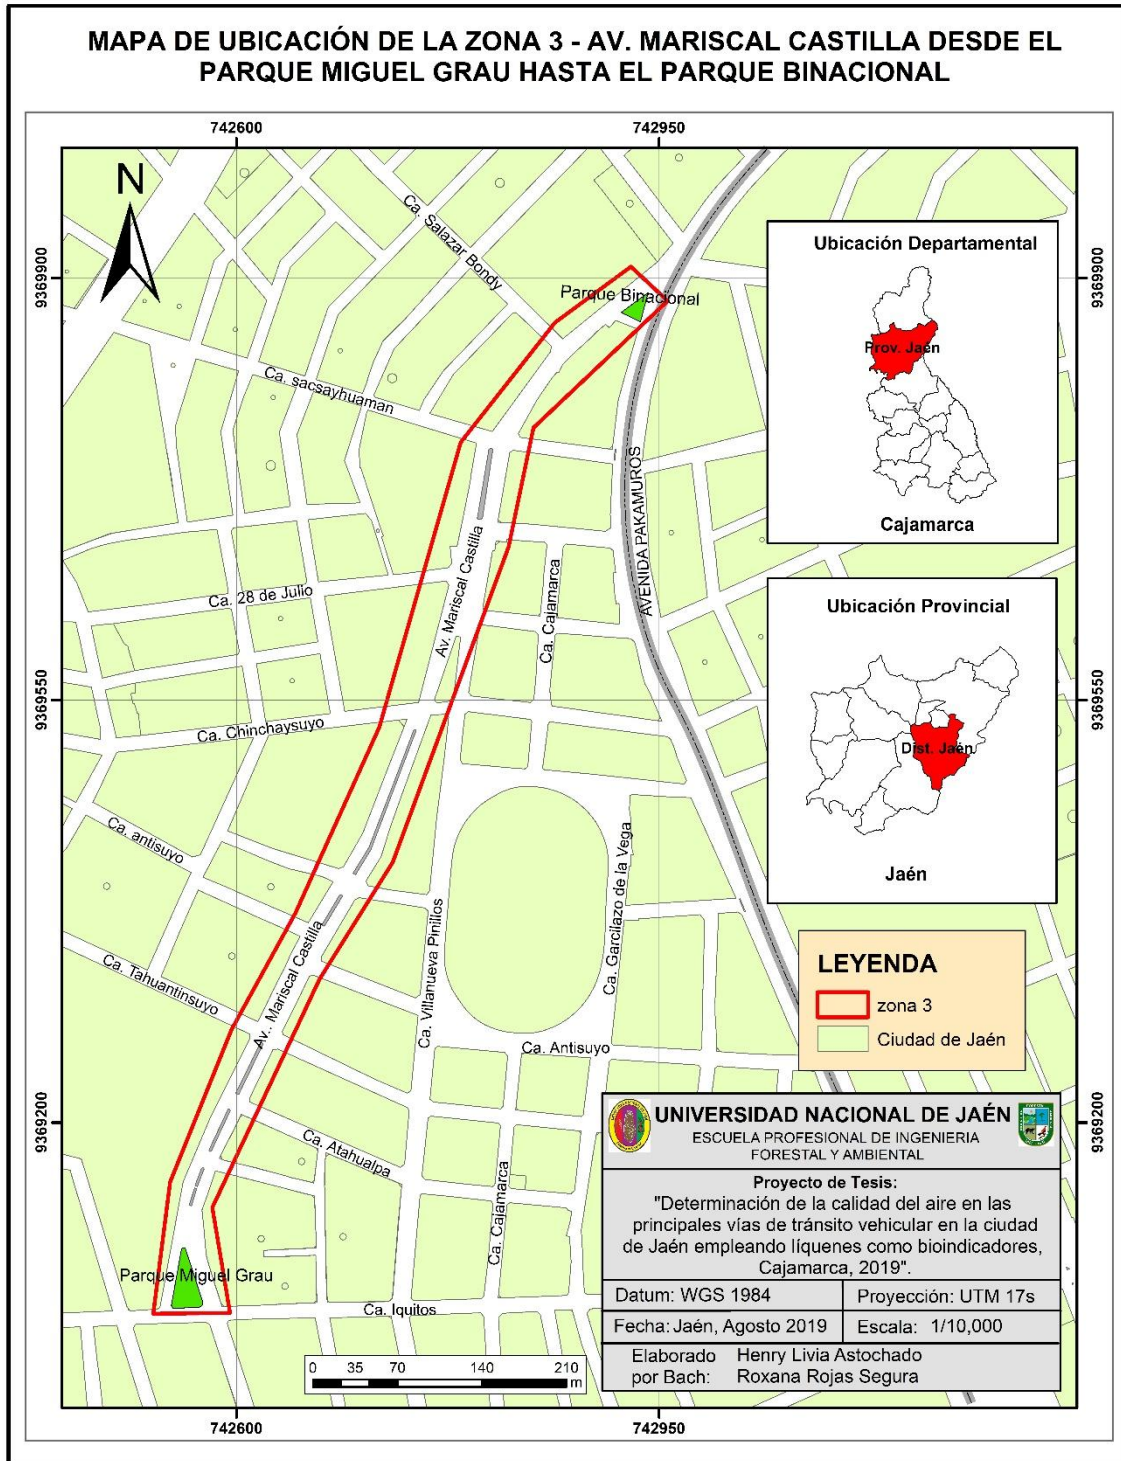 MAPA DE UBICACIÓN DE LA ZONA 3 - AV. MARISCAL CASTILLA DESDE EL
PARQUE MIGUEL GRAU HASTA EL PARQUE BINACIONAL
742600
742950
N
Ca. Salazar Bondy
Ubicación Departamental
9369900
9369900
Parque Binacional
Prov. Jaén
Ca. sacsayhuaman
AVENIDA PAKAMUROS
Cajamarca
Av. Mariscal Castilla
Ca. Cajamarca
Ca. 28 de Julio
Ubicación Provincial
9369550
9369550
Ca. Chinchaysuyo
Dist. Jaén
Ca. antisuyo
Jaén
Ca. Villanueva Pinillos
Ca. Garcilazo de la Vega
Av. Mariscal Castilla
Ca. Tahuantinsuyo
LEYENDA
zona 3
Ciudad de Jaén
Ca. Antisuyo
9369200
9369200
Ca. Atahualpa
Ca. Cajamarca
Parque Miguel Grau
Ca. Iquitos
UNIVERSIDAD NACIONAL DE JAÉN
ESCUELA PROFESIONAL DE INGENIERIA
FORESTAL Y AMBIENTAL
Proyecto de Tesis:
"Determinación de la calidad del aire en las
principales vías de tránsito vehicular en la ciudad
de Jaén empleando líquenes como bioindicadores,
Cajamarca, 2019".
Datum: WGS 1984
Proyección: UTM 17s
Fecha: Jaén, Agosto 2019
Escala: 1/10,000
Elaborado Henry Livia Astochado
por Bach: Roxana Rojas Segura
0 35 70 140 210
m
742600
742950